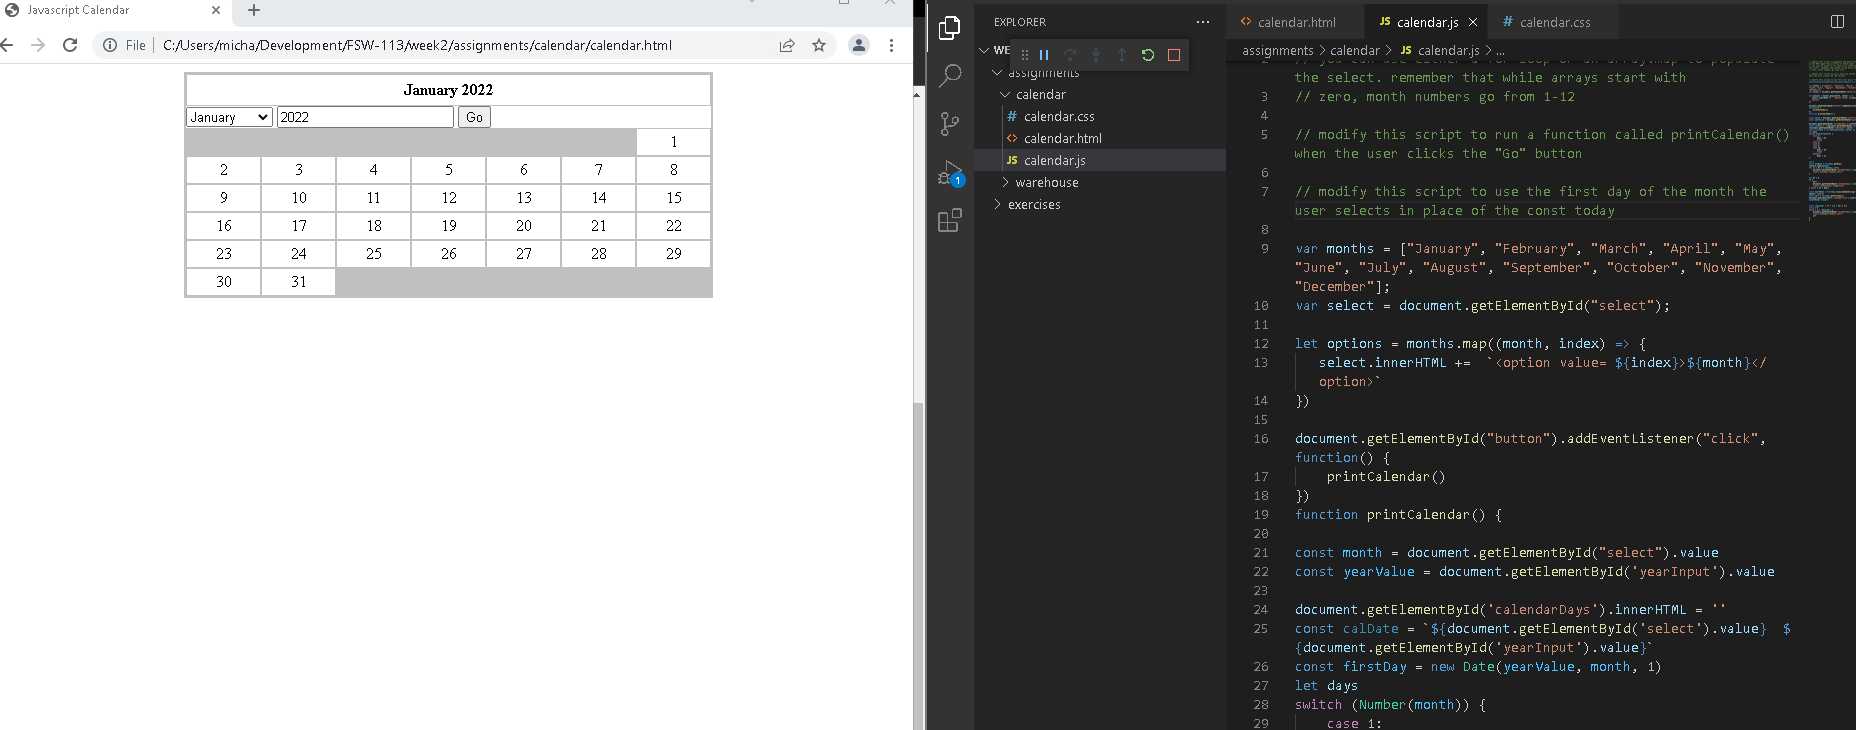 Javascript Calendar
File
C:/Users/micha/Development/FSW-113/week2/assignments/calendar/calendar.html
January 2022
January 2022 Go
1
2 3 4 5 6 7 8
9 10 11 12 13 14 15
16 17 18 19 20 21 22
23 24 25 26 27 28 29
30 31
1
EXPLORER
WE
assignments
calendar
# calendar.css
<> calendar.html
JS calendar.js
warehouse
exercises
<> calendar.html JS calendar.js # calendar.css
assignments > calendar > JS calendar.js > ...
2 // you can use either a for loop or an array.map to populate
the select. remember that while arrays start with
3 // zero, month numbers go from 1-12
4
5 // modify this script to run a function called printCalendar()
when the user clicks the "Go" button
6
7 // modify this script to use the first day of the month the
user selects in place of the const today
8
9 var months = ["January", "February", "March", "April", "May",
"June", "July", "August", "September", "October", "November",
"December"];
10 var select = document.getElementById("select");
11
12 let options = months.map((month, index) => {
13 select.innerHTML += `<option value= ${index}>${month}</
option>`
14 })
15
16 document.getElementById("button").addEventListener("click",
function() {
17 printCalendar()
18 })
19 function printCalendar() {
20
21 const month = document.getElementById("select").value
22 const yearValue = document.getElementById('yearInput').value
23
24 document.getElementById('calendarDays').innerHTML = ''
25 const calDate = `${document.getElementById('select').value} $
{document.getElementById('yearInput').value}`
26 const firstDay = new Date(yearValue, month, 1)
27 let days
28 switch (Number(month)) {
29 case 1: